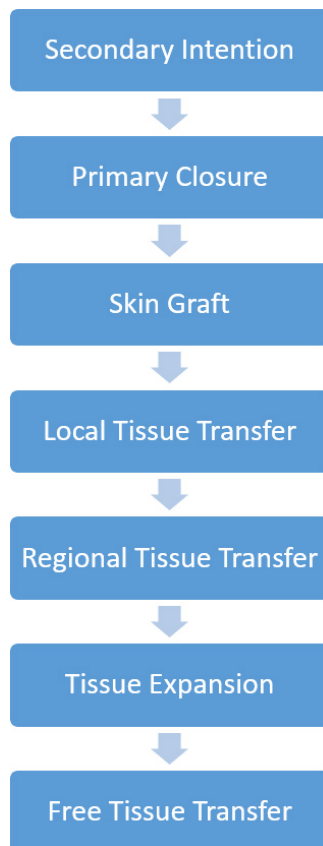 Secondary Intention
Primary Closure
Skin Graft
Local Tissue Transfer
Regional Tissue Transfer
Tissue Expansion
Free Tissue Transfer